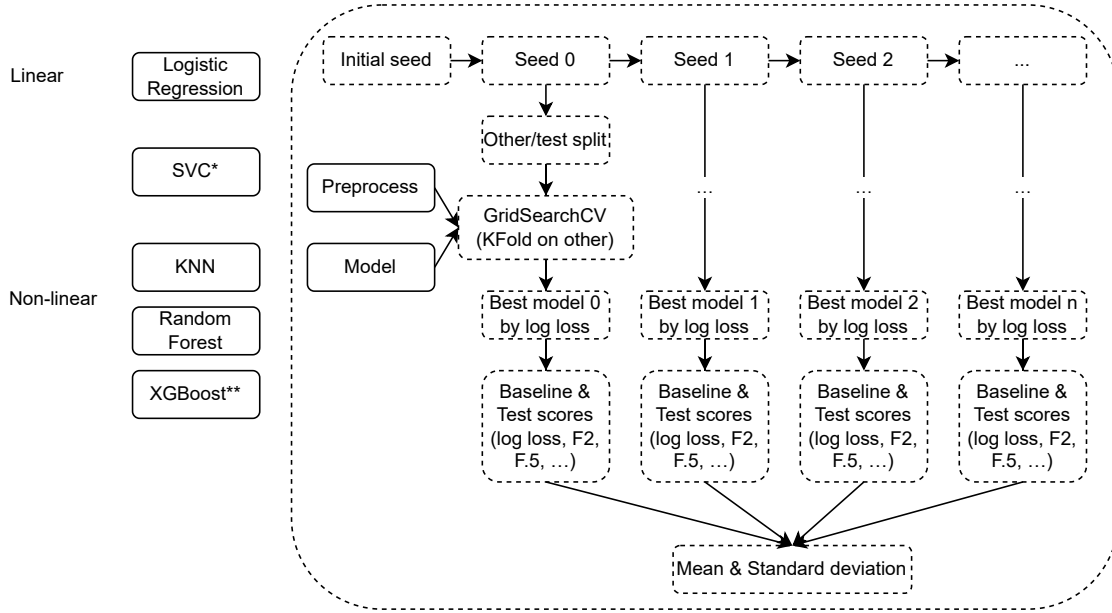 Linear
Logistic
Regression
SVC*
KNN
Non-linear
Random
Forest
XGBoost**
Initial seed
Seed 0
Seed 1
Seed 2
...
Other/test split
Preprocess
Model
GridSearchCV
(KFold on other)
...
...
...
Best model 0
by log loss
Best model 1
by log loss
Best model 2
by log loss
Best model n
by log loss
Baseline &
Test scores
(log loss, F2,
F.5, …)
Baseline &
Test scores
(log loss, F2,
F.5, …)
Baseline &
Test scores
(log loss, F2,
F.5, …)
Baseline &
Test scores
(log loss, F2,
F.5, …)
Mean & Standard deviation